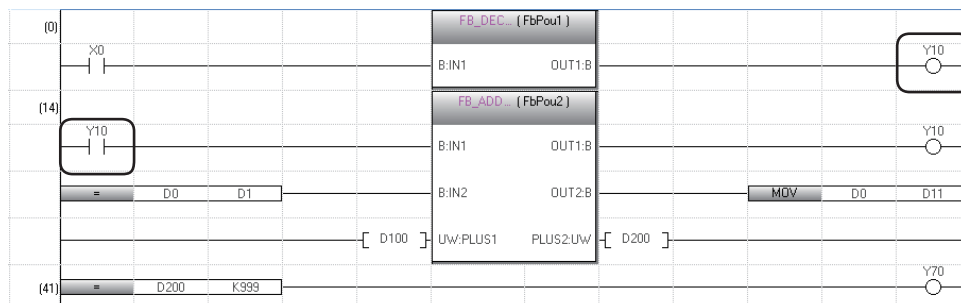 (0) FB_DEC... (FbPou1)
X0 Y10
B:IN1 OUT1:B
(14) FB_ADD... (FbPou2)
Y10 Y10
B:IN1 OUT1:B
= D0 D1 B:IN2 OUT2:B MOV D0 D11
D100 UW:PLUS1 PLUS2:UW D200
Y70
(41) = D200 K999